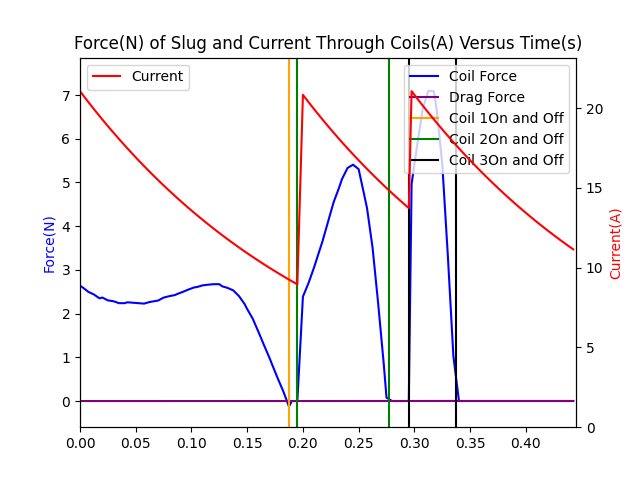 Force(N) of Slug and Current Through Coils(A) Versus Time(s)
Current
Coil Force
Drag Force
Coil 1On and Off
Coil 2On and Off
Coil 3On and Off
Force(N)
7
6
5
4
3
2
1
0
Current(A)
20
15
10
5
0
0.00 0.05 0.10 0.15 0.20 0.25 0.30 0.35 0.40